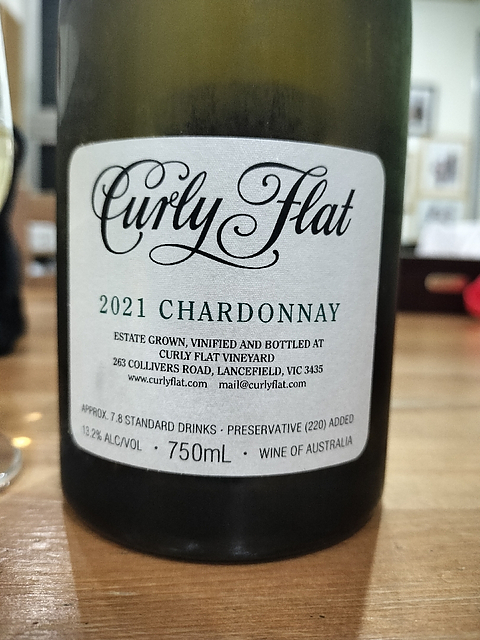 Curly Flat
2021 CHARDONNAY
ESTATE GROWN, VINIFIED AND BOTTLED AT
CURLY FLAT VINEYARD
263 COLLIVERS ROAD, LANCEFIELD, VIC 3435
www.curlyflat.com mail@curlyflat.com
APPROX. 7.8 STANDARD DRINKS · PRESERVATIVE (220) ADDED
13.2% ALC/VOL · 750mL · WINE OF AUSTRALIA